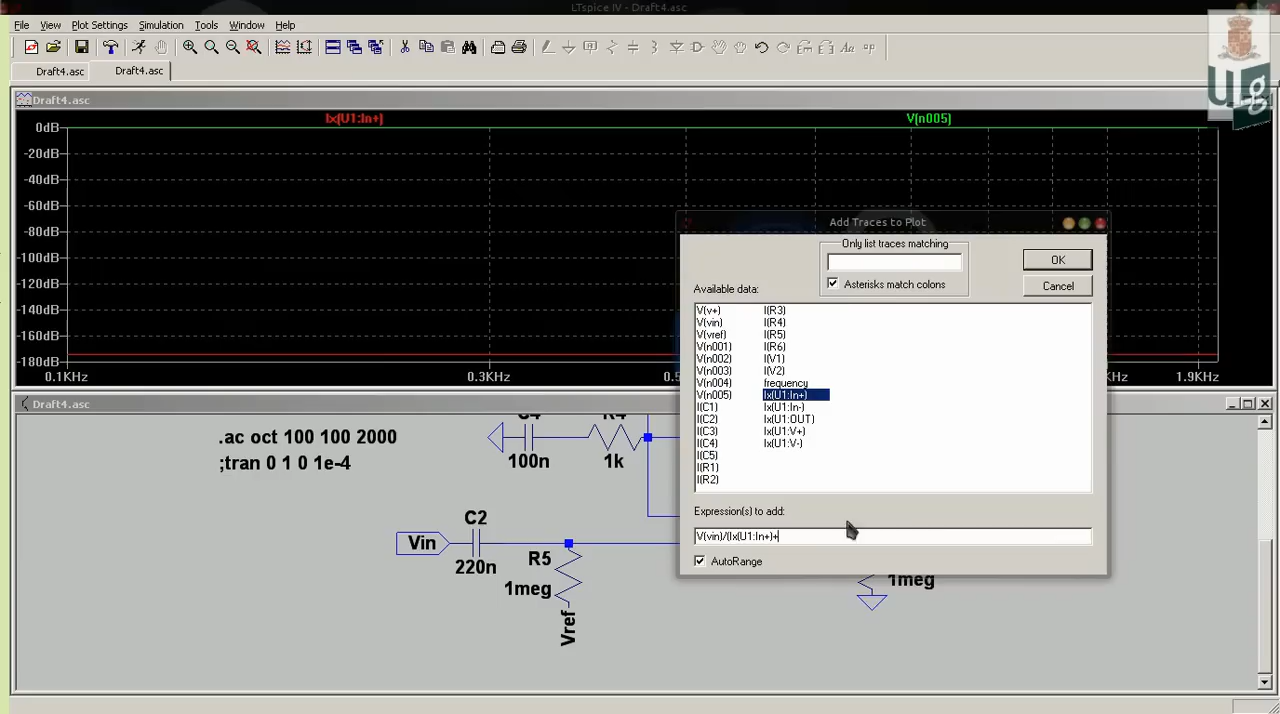 LTspice IV - Draft4.asc
File View Plot Settings Simulation Tools Window Help
Draft4.asc Draft4.asc
Draft4.asc
Ix(U1:In+) V(n005)
0dB
-20dB
-40dB
-60dB
-80dB
-100dB
-120dB
-140dB
-160dB
-180dB
0.1KHz 0.3KHz 1.9KHz
Add Traces to Plot
Only list traces matching
Asterisks match colons
OK
Cancel
Available data:
V(v+) I(R3)
V(vin) I(R4)
V(vref) I(R5)
V(n001) I(R6)
V(n002) I(V1)
V(n003) I(V2)
V(n004) frequency
V(n005) Ix(U1:In+)
I(C1) Ix(U1:In-)
I(C2) Ix(U1:OUT)
I(C3) Ix(U1:V+)
I(C4) Ix(U1:V-)
I(C5)
I(R1)
I(R2)
Expression(s) to add:
V(vin)/(Ix(U1:In+)+
AutoRange
Draft4.asc
.ac oct 100 100 2000
;tran 0 1 0 1e-4
C4 R4
100n 1k
Vin
C2
220n
R5
1meg
Vref
1meg
Ug